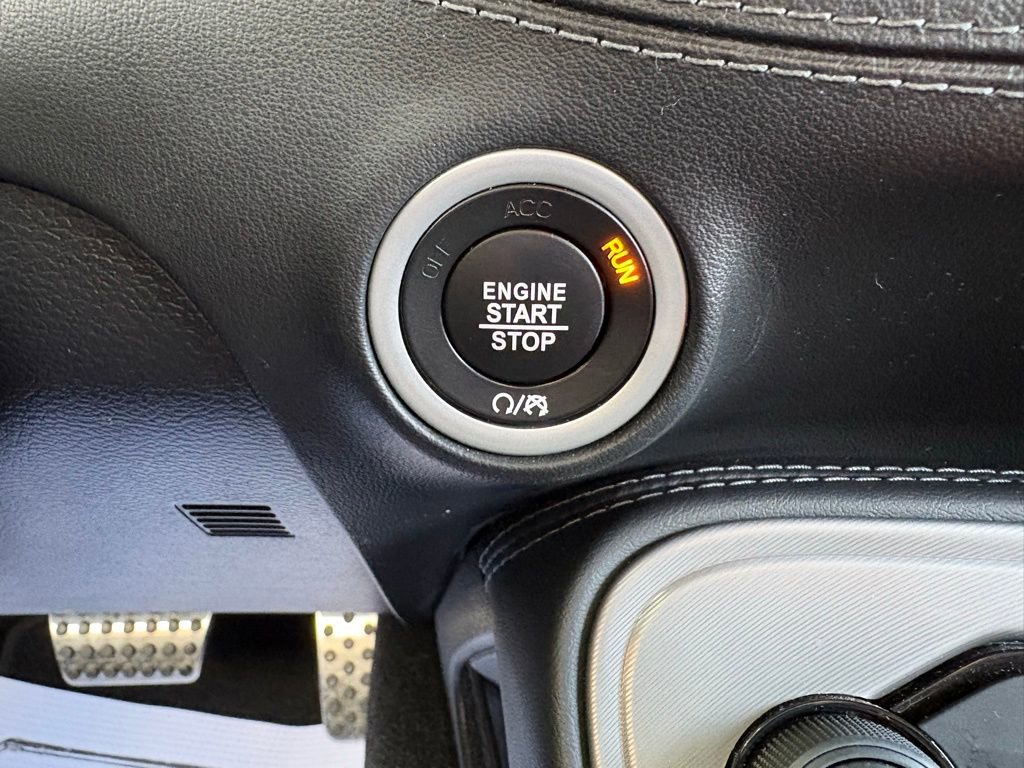 ACC
OFF
RUN
ENGINE
START
STOP